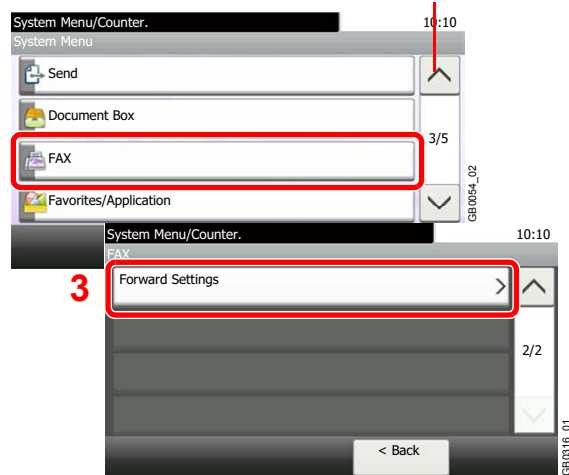 System Menu/Counter.
10:10
System Menu
Send
Document Box
3/5
FAX
Favorites/Application
GB0054_02
System Menu/Counter.
10:10
FAX
3
Forward Settings
2/2
< Back
GB0316_01